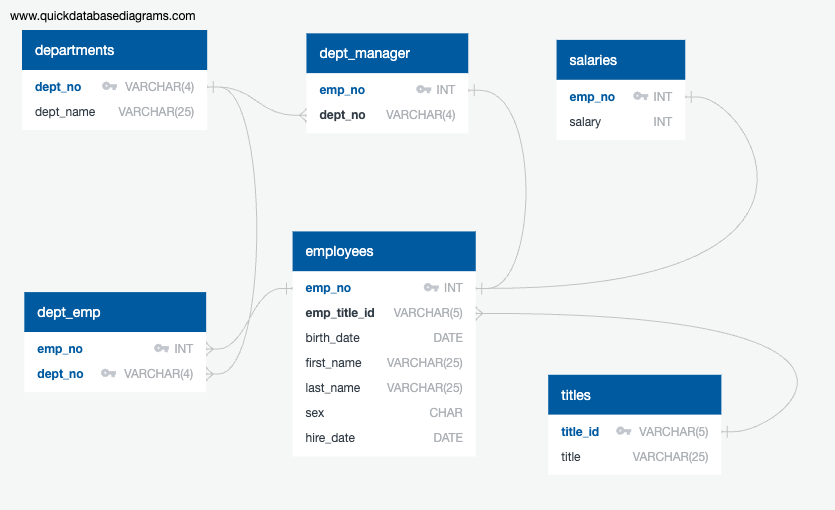 www.quickdatabasediagrams.com
departments
dept_no VARCHAR(4)
dept_name VARCHAR(25)
dept_manager
emp_no INT
dept_no VARCHAR(4)
salaries
emp_no INT
salary INT
employees
emp_no INT
emp_title_id VARCHAR(5)
birth_date DATE
first_name VARCHAR(25)
last_name VARCHAR(25)
sex CHAR
hire_date DATE
dept_emp
emp_no INT
dept_no VARCHAR(4)
titles
title_id VARCHAR(5)
title VARCHAR(25)